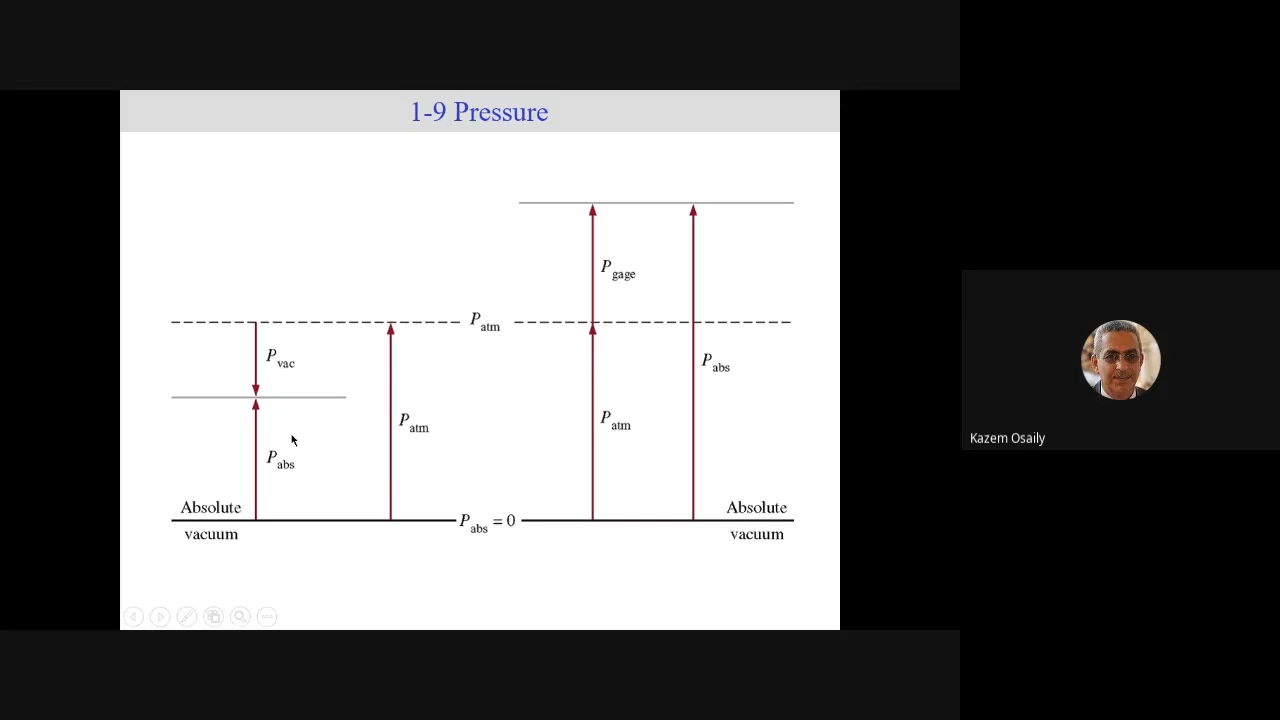 1-9 Pressure
P gage
P atm
P vac
P abs
P atm
P atm
P abs
Absolute
vacuum
P abs = 0
Absolute
vacuum
Kazem Osaily